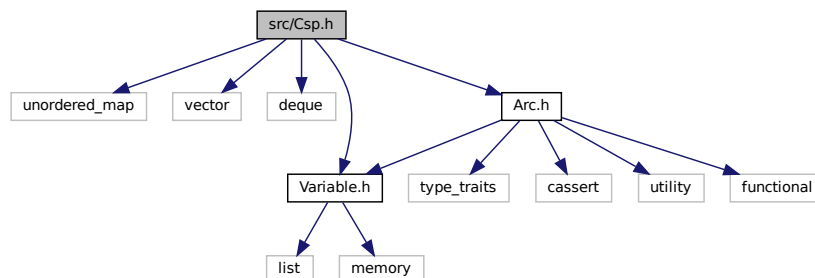 src/Csp.h
unordered_map
vector
deque
Arc.h
Variable.h
type_traits
cassert
utility
functional
list
memory